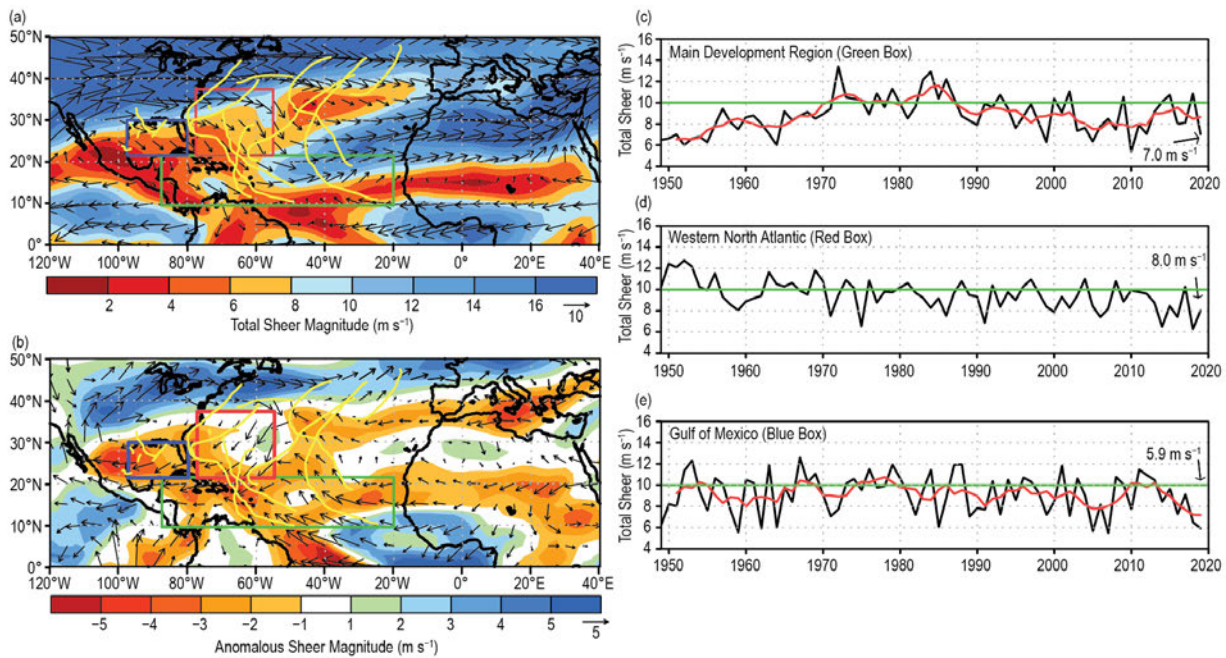 (a)
50°N
40°N
30°N
20°N
10°N
0°
120°W 100°W 80°W 60°W 40°W 20°W 0° 20°E 40°E
2 4 6 8 10 12 14 16 10
Total Sheer Magnitude (m s⁻¹)
(b)
50°N
40°N
30°N
20°N
10°N
0°
120°W 100°W 80°W 60°W 40°W 20°W 0° 20°E 40°E
−5 −4 −3 −2 −1 1 2 3 4 5 5
Anomalous Sheer Magnitude (m s⁻¹)
(c)
Main Development Region (Green Box)
Total Sheer (m s⁻¹)
16
14
12
10
8
6
4
7.0 m s⁻¹
1950 1960 1970 1980 1990 2000 2010 2020
(d)
Western North Atlantic (Red Box)
Total Sheer (m s⁻¹)
16
14
12
10
8
6
4
8.0 m s⁻¹
1950 1960 1970 1980 1990 2000 2010 2020
(e)
Gulf of Mexico (Blue Box)
Total Sheer (m s⁻¹)
16
14
12
10
8
6
4
5.9 m s⁻¹
1950 1960 1970 1980 1990 2000 2010 2020